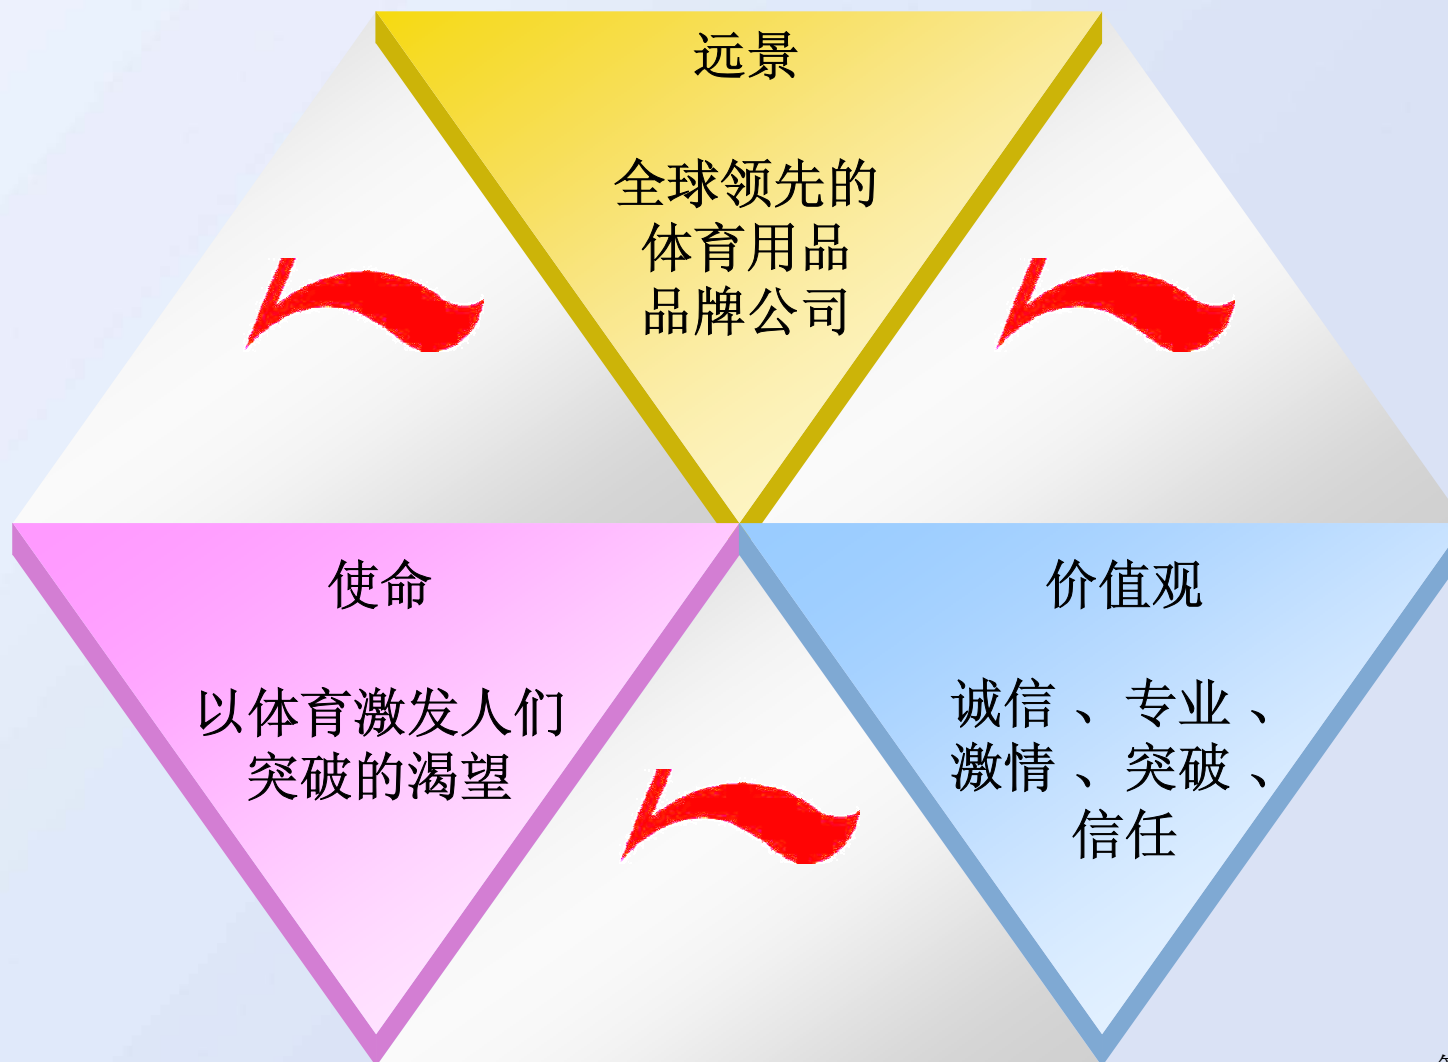 远景
全球领先的
体育用品
品牌公司
使命
以体育激发人们
突破的渴望
价值观
诚信 、专业 、
激情 、突破 、
信任